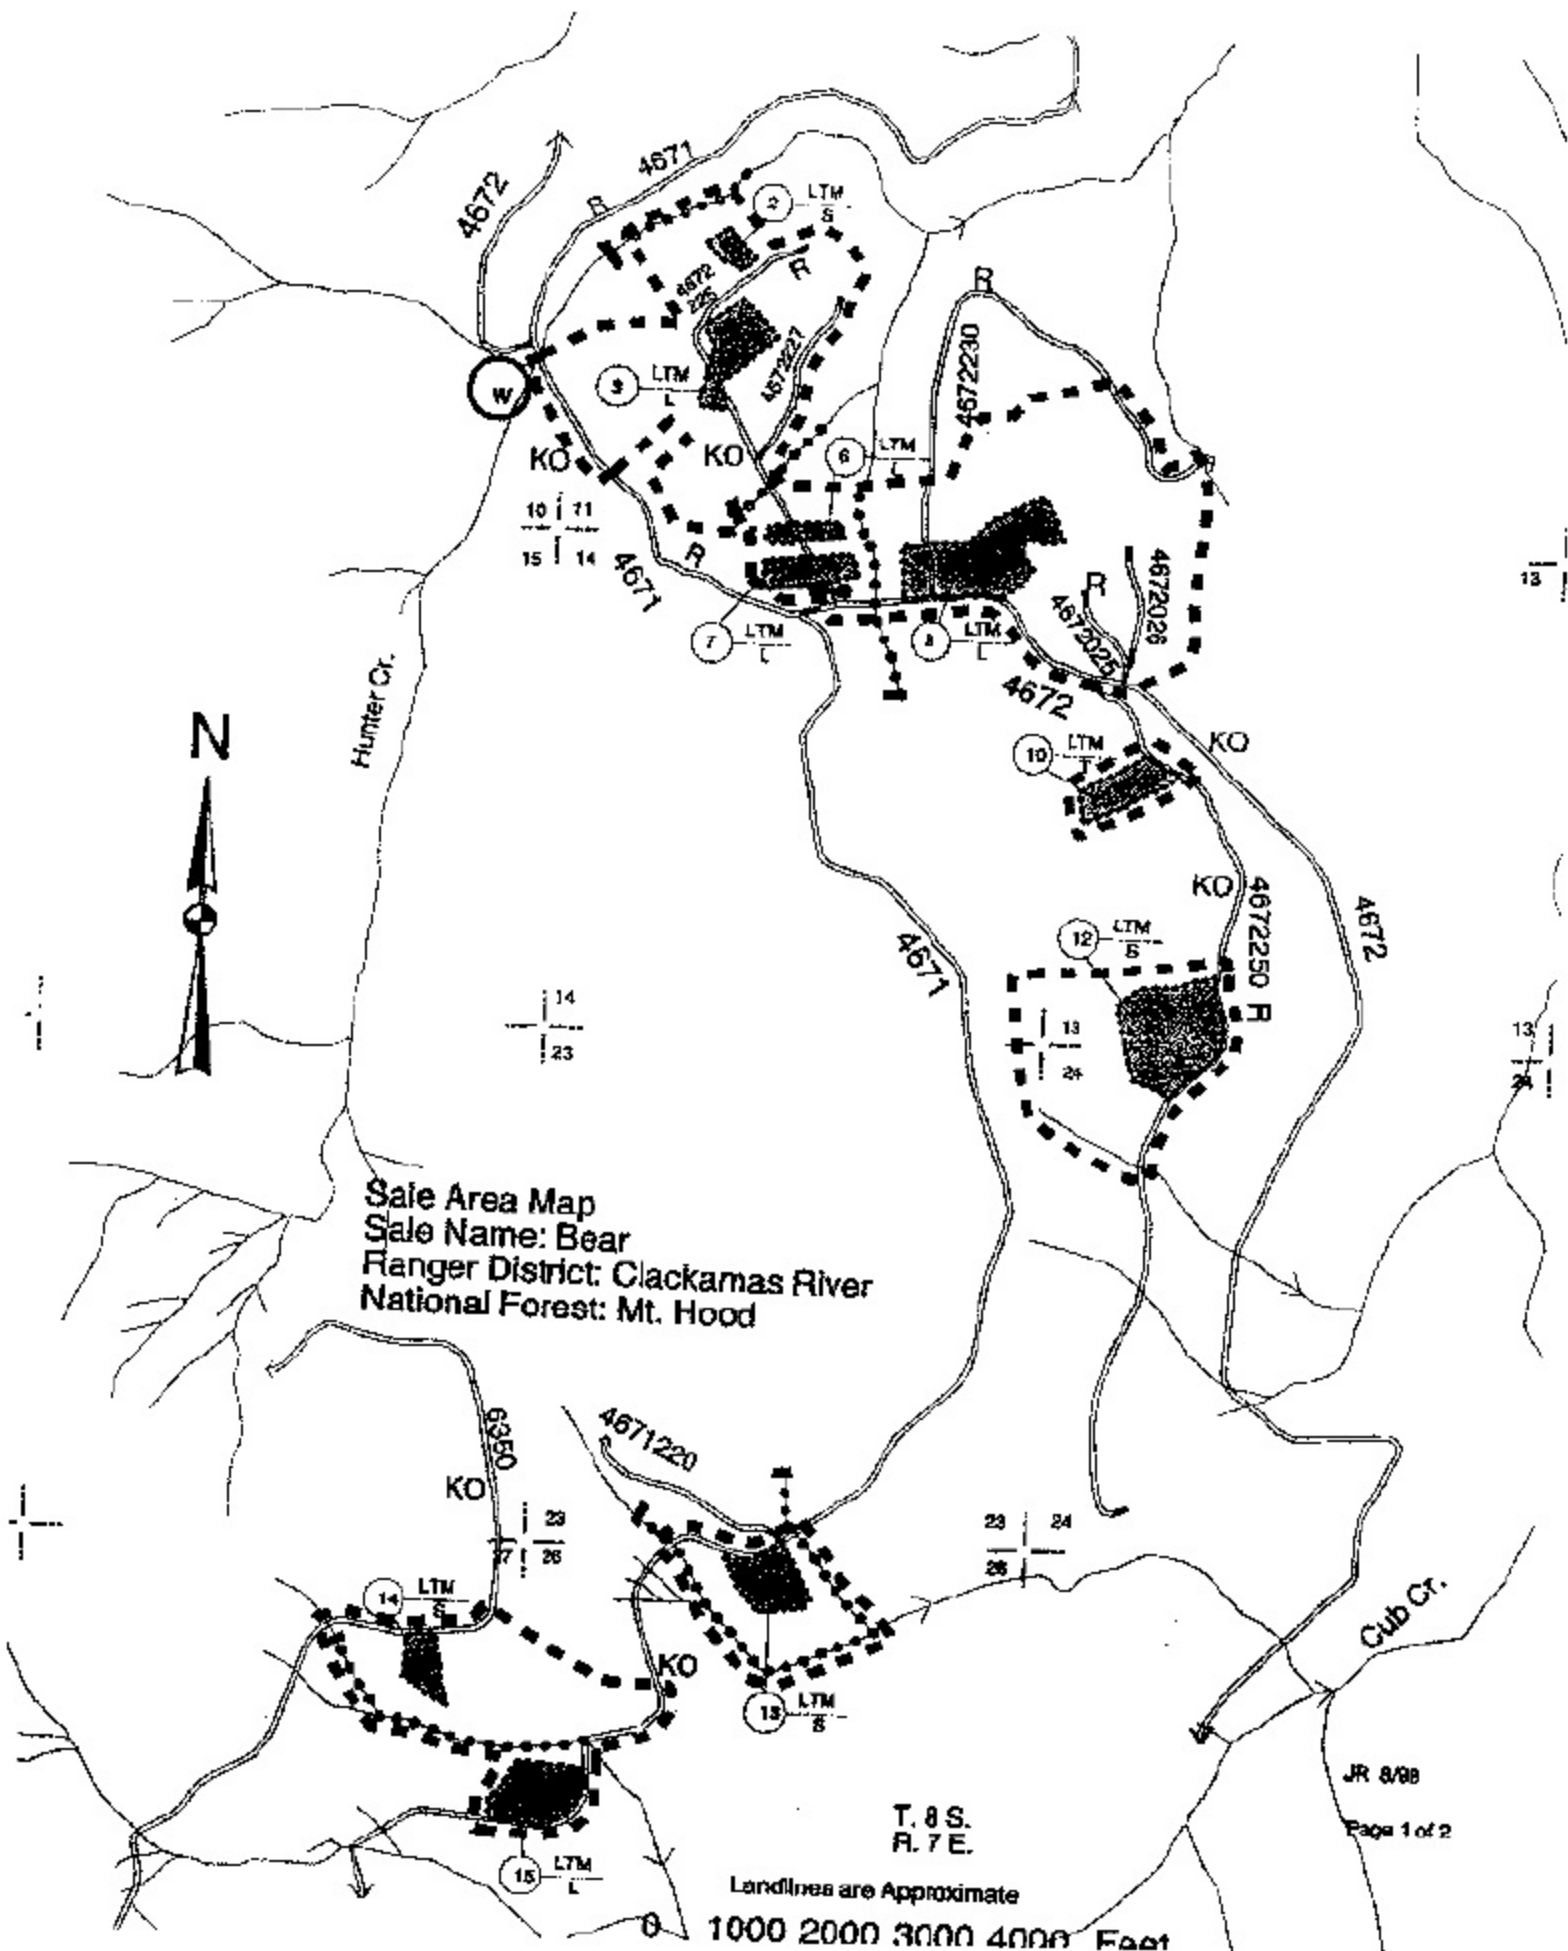 4671
4672
R
2 LTM
S
R
4672
225
R
W
3 LTM
L
4672227
4672230
KO
KO
6 LTM
L
10 11
15 14
4671
R
13
R
4672026
4672025
7 LTM
L
8 LTM
L
4672
Hunter Cr.
N
10 LTM
T
KO
KO
4672250 R
4672
12 LTM
S
4671
14
23
13
24
13
24
Sale Area Map
Sale Name: Bear
Ranger District: Clackamas River
National Forest: Mt. Hood
6350
4671220
KO
23
27 26
23 24
26
14 LTM
S
KO
Cub Cr.
13 LTM
S
JR 8/98
Page 1 of 2
T. 8 S.
R. 7 E.
15 LTM
L
Landlines are Approximate
0 1000 2000 3000 4000 Feet